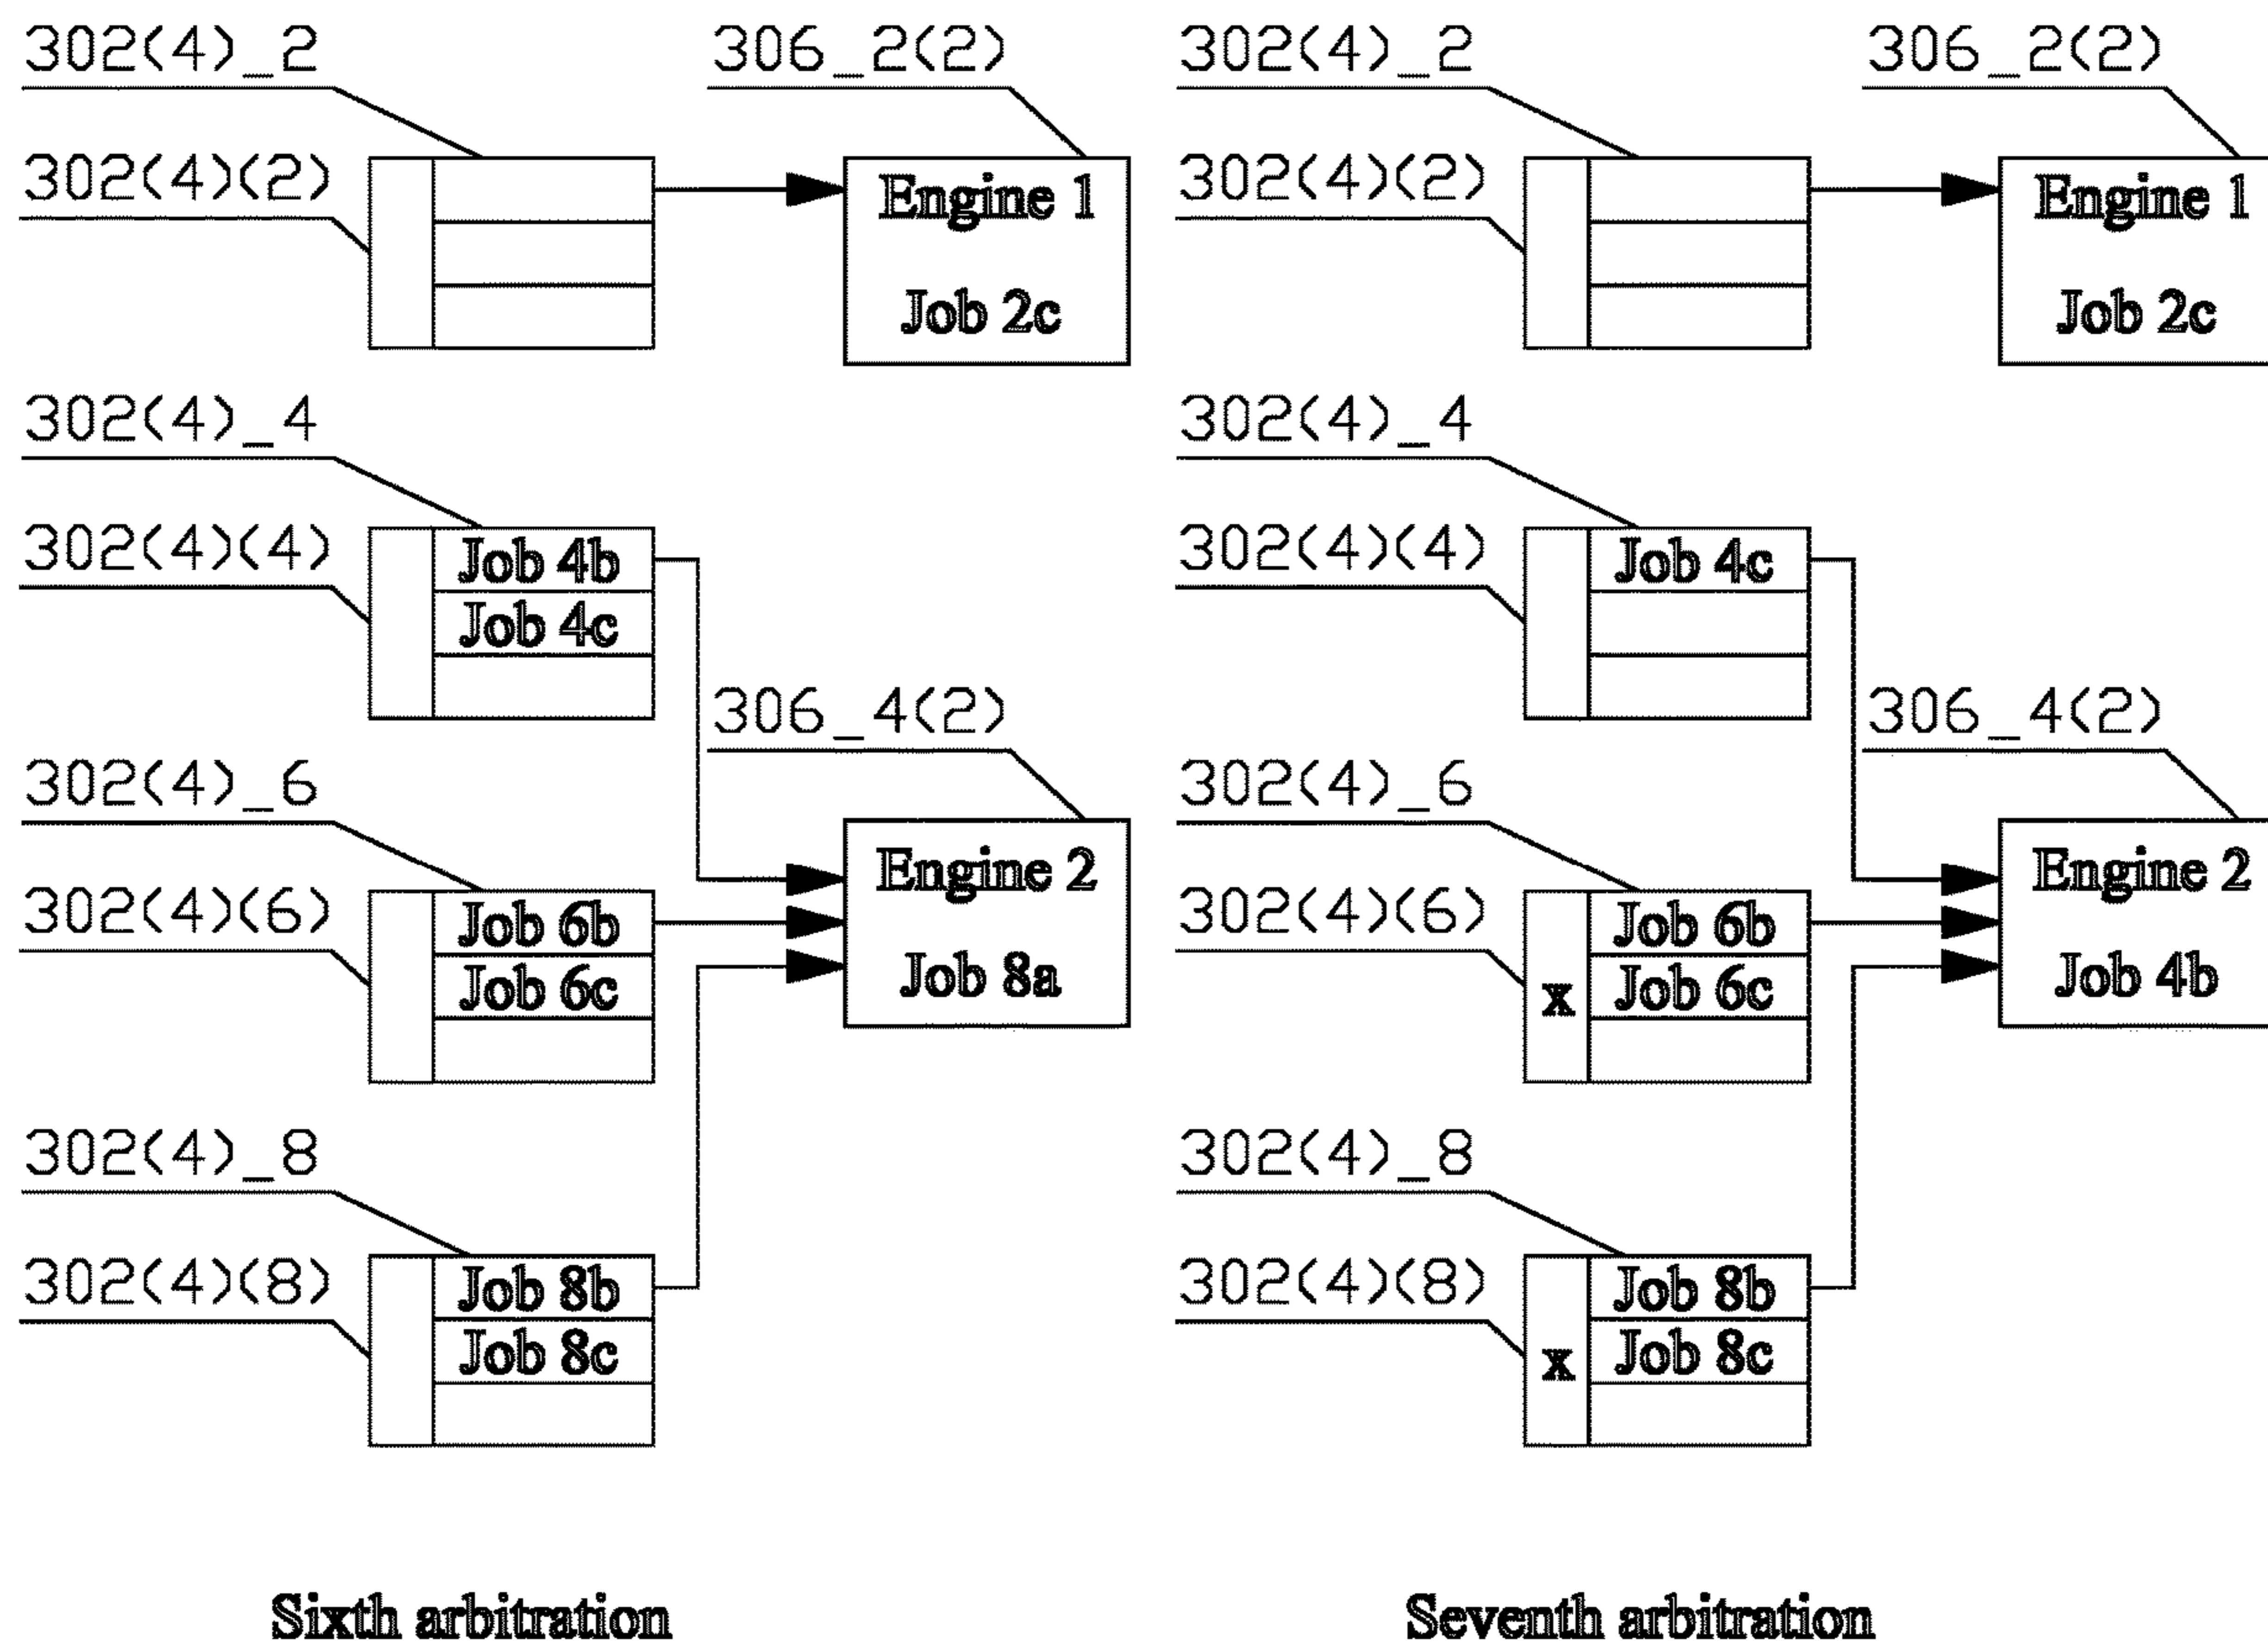 302(4)_2
306_2(2)
302(4)(2)
Engine 1
Job 2c
302(4)_4
302(4)(4)
Job 4b
Job 4c
306_4(2)
302(4)_6
302(4)(6)
Job 6b
Job 6c
Engine 2
Job 8a
302(4)_8
302(4)(8)
Job 8b
Job 8c
Sixth arbitration
302(4)_2
306_2(2)
302(4)(2)
Engine 1
Job 2c
302(4)_4
302(4)(4)
Job 4c
306_4(2)
302(4)_6
302(4)(6)
Job 6b
Job 6c
x
Engine 2
Job 4b
302(4)_8
302(4)(8)
Job 8b
Job 8c
x
Seventh arbitration